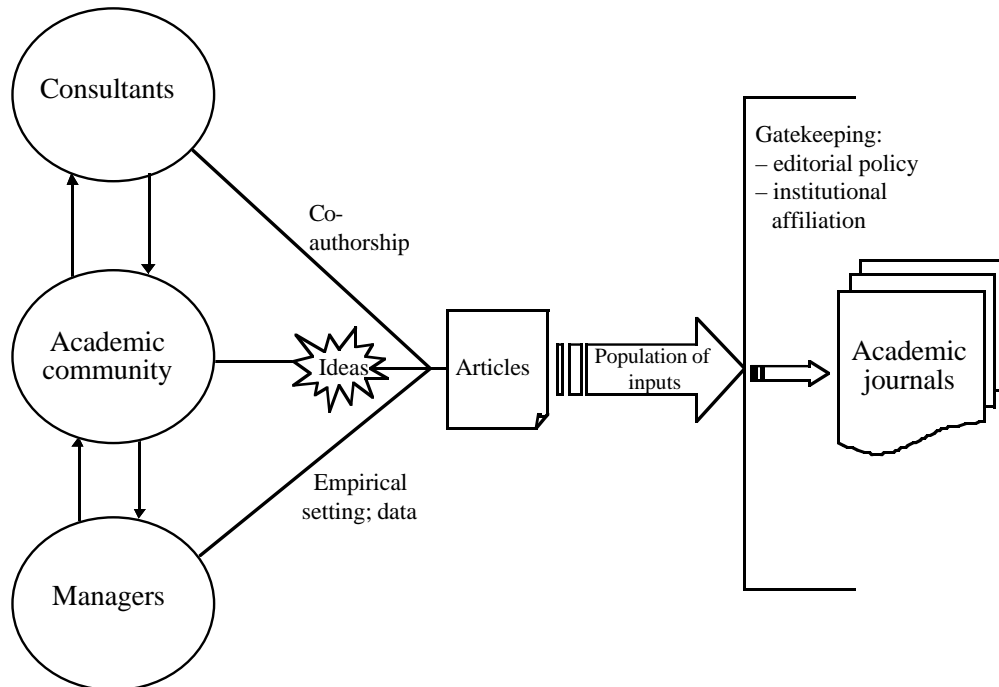 Consultants
Co-
authorship
Academic
community
Ideas
Empirical
setting; data
Managers
Articles
Population of
inputs
Gatekeeping:
– editorial policy
– institutional
affiliation
Academic
journals